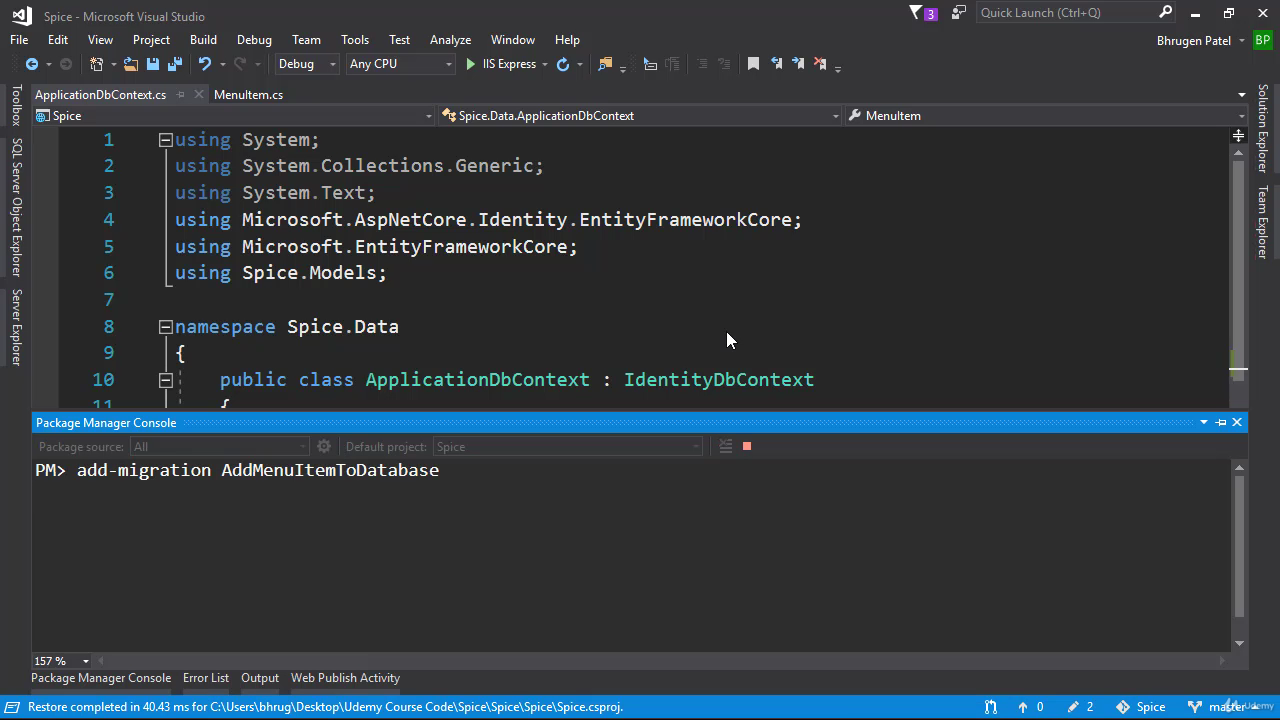 Spice - Microsoft Visual Studio
3
Quick Launch (Ctrl+Q)
File Edit View Project Build Debug Team Tools Test Analyze Window Help
Bhrugen Patel
BP
Debug
Any CPU
IIS Express
ApplicationDbContext.cs
MenuItem.cs
Spice
Spice.Data.ApplicationDbContext
MenuItem
Toolbox
SQL Server Object Explorer
Server Explorer
1 using System;
2 using System.Collections.Generic;
3 using System.Text;
4 using Microsoft.AspNetCore.Identity.EntityFrameworkCore;
5 using Microsoft.EntityFrameworkCore;
6 using Spice.Models;
7
8 namespace Spice.Data
9 {
10 public class ApplicationDbContext : IdentityDbContext
11 {
Solution Explorer
Team Explorer
Package Manager Console
Package source: All
Default project: Spice
PM> add-migration AddMenuItemToDatabase
157 %
Package Manager Console Error List Output Web Publish Activity
Restore completed in 40.43 ms for C:\Users\bhrug\Desktop\Udemy Course Code\Spice\Spice\Spice\Spice.csproj.
0
2
Spice
master
Udemy